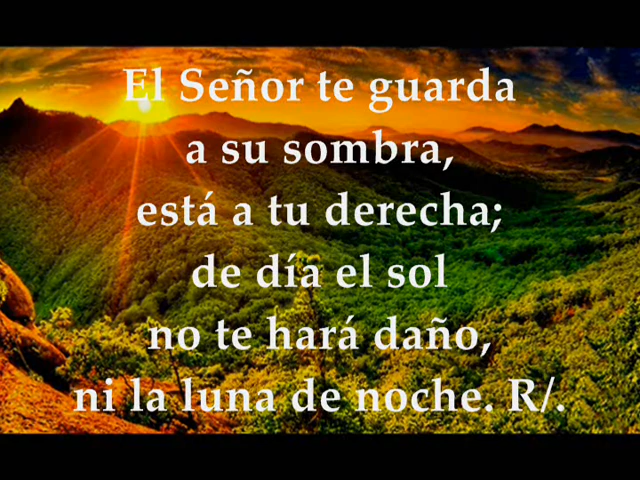 El Señor te guarda
a su sombra,
está a tu derecha;
de día el sol
no te hará daño,
ni la luna de noche. R/.